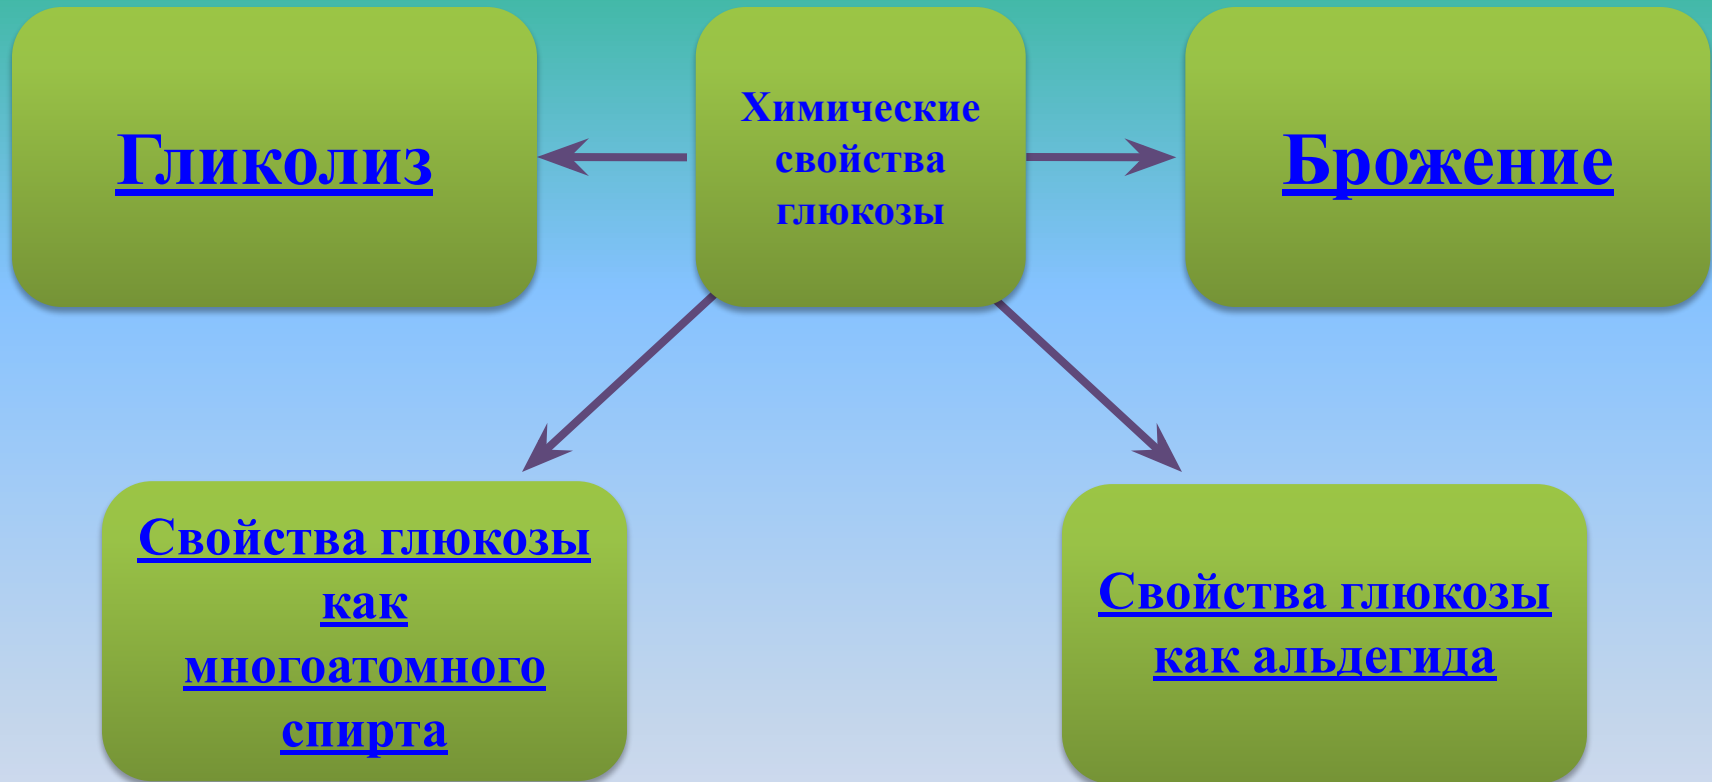 Гликолиз
Химические
свойства
глюкозы
Брожение
Свойства глюкозы
как
многоатомного
спирта
Свойства глюкозы
как альдегида